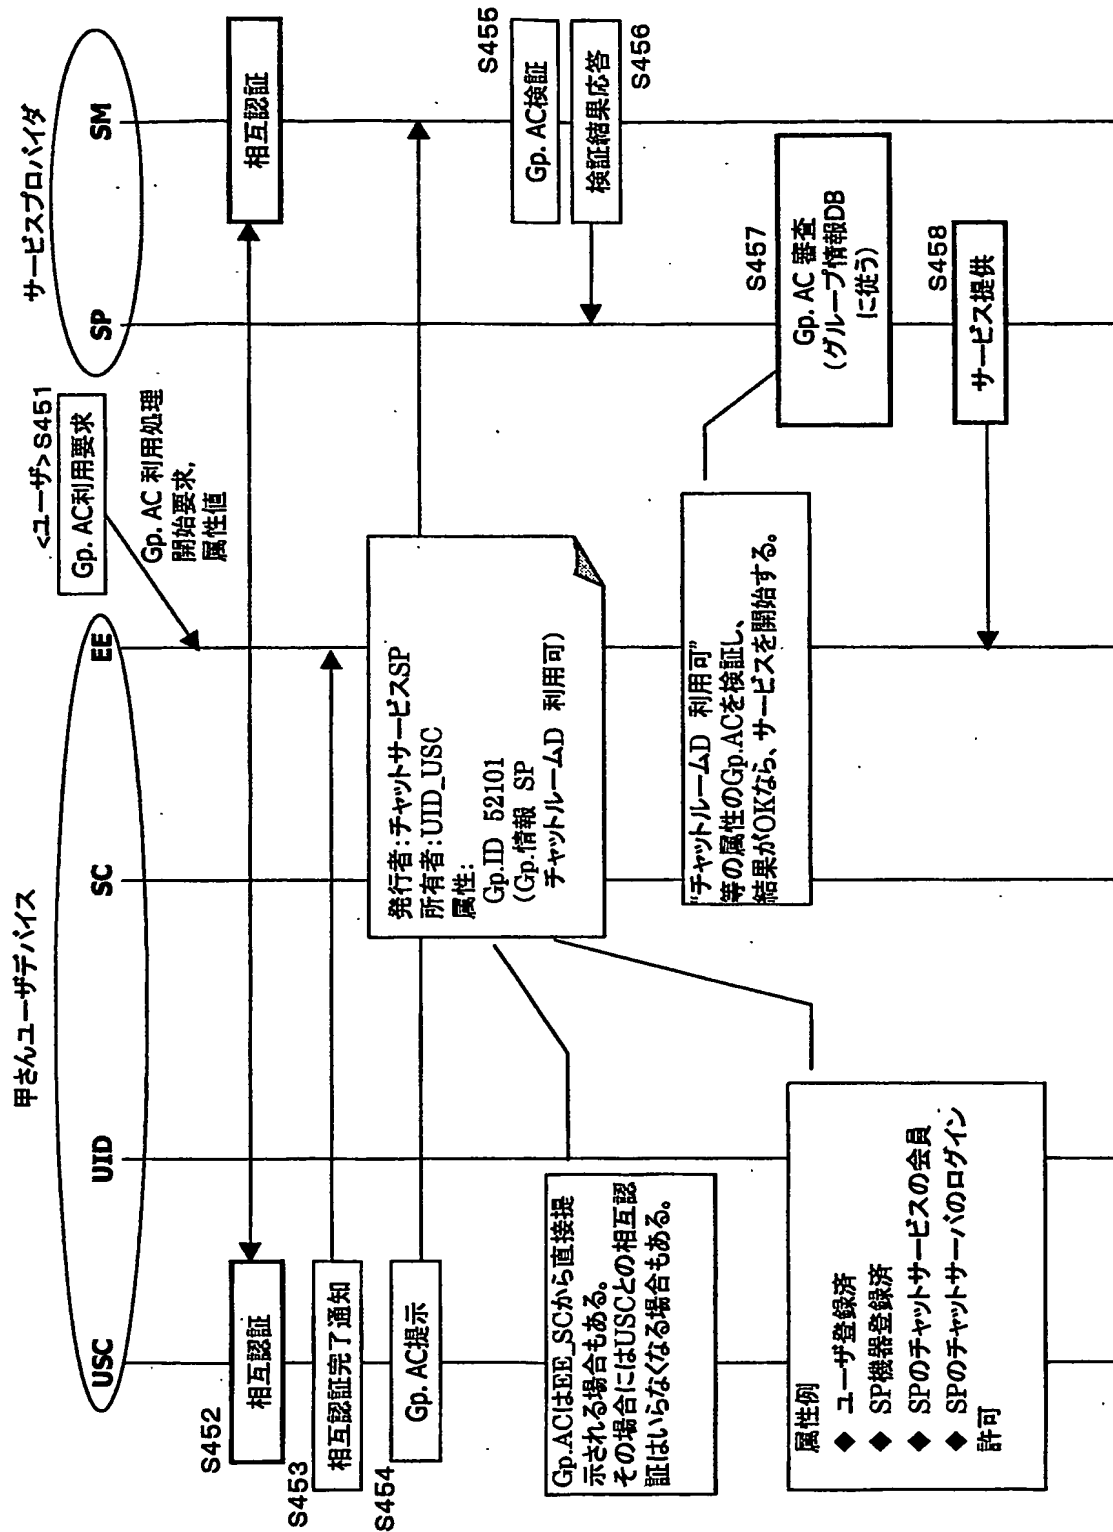 甲さんユーザデバイス
サービスプロバイダ
USC
UID
SC
EE
SP
SM
<ユーザ>S451
Gp. AC利用要求
Gp. AC 利用処理
開始要求,
属性値
S452
相互認証
相互認証
S453
相互認証完了通知
S454
Gp. AC提示
発行者:チャットサービスSP
所有者:UID_USC
属性:
Gp.ID 52101
(Gp.情報 SP
チャットルームD 利用可)
S455
Gp. AC検証
検証結果応答
S456
Gp.ACはEE_SCから直接提
示される場合もある。
その場合にはUSCとの相互認
証はいらなくなる場合もある。
"チャットルームD 利用可"
等の属性のGp.ACを検証し、
結果がOKなら、サービスを開始する。
S457
Gp. AC 審査
(グループ情報DB
に従う)
属性例
◆ ユーザ登録済
◆ SP機器登録済
◆ SPのチャットサービスの会員
◆ SPのチャットサーバのログイン
許可
S458
サービス提供